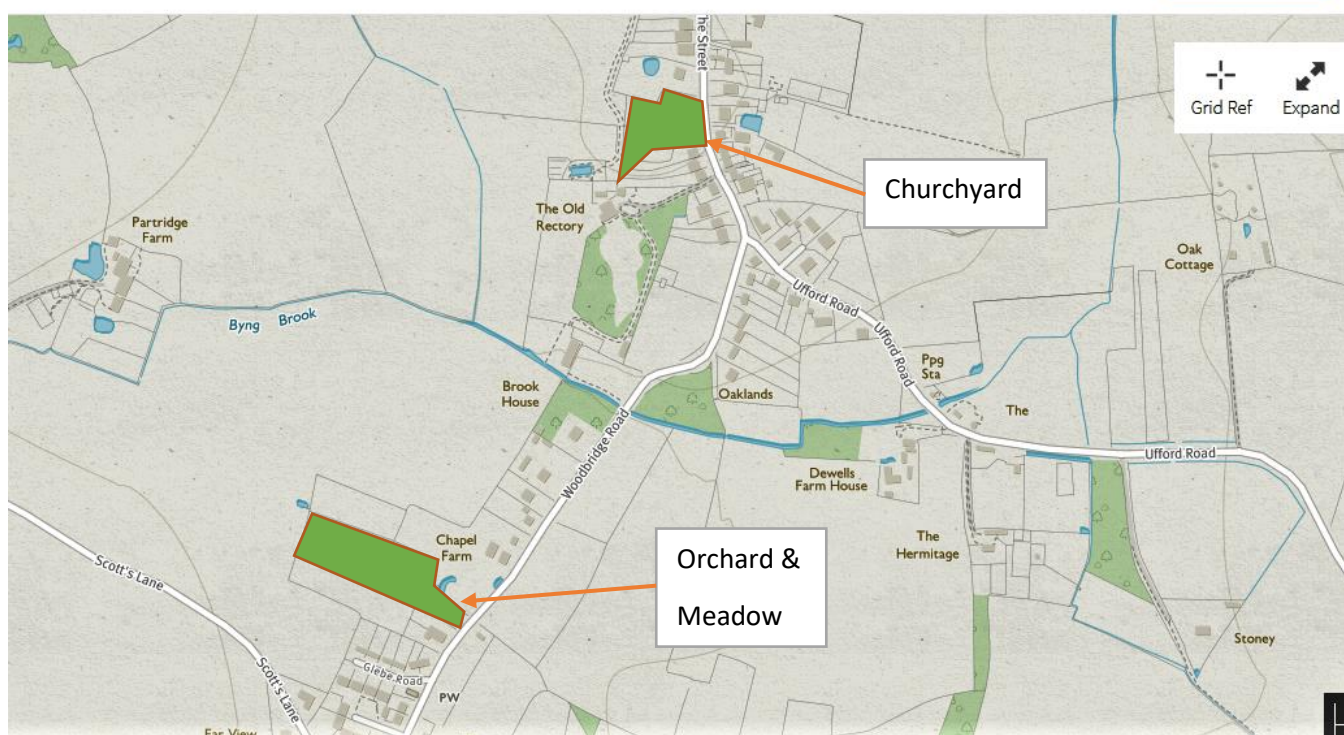 The Street
Grid Ref
Expand
Churchyard
The Old
Rectory
Partridge
Farm
Oak
Cottage
Ufford Road
Ufford Road
Byng Brook
Ppg
Sta
Brook
House
Oaklands
The
Woodbridge Road
Ufford Road
Dewells
Farm House
Chapel
Farm
The
Hermitage
Orchard &
Meadow
Scott's Lane
Stoney
Glebe Road
Scott's Lane
PW